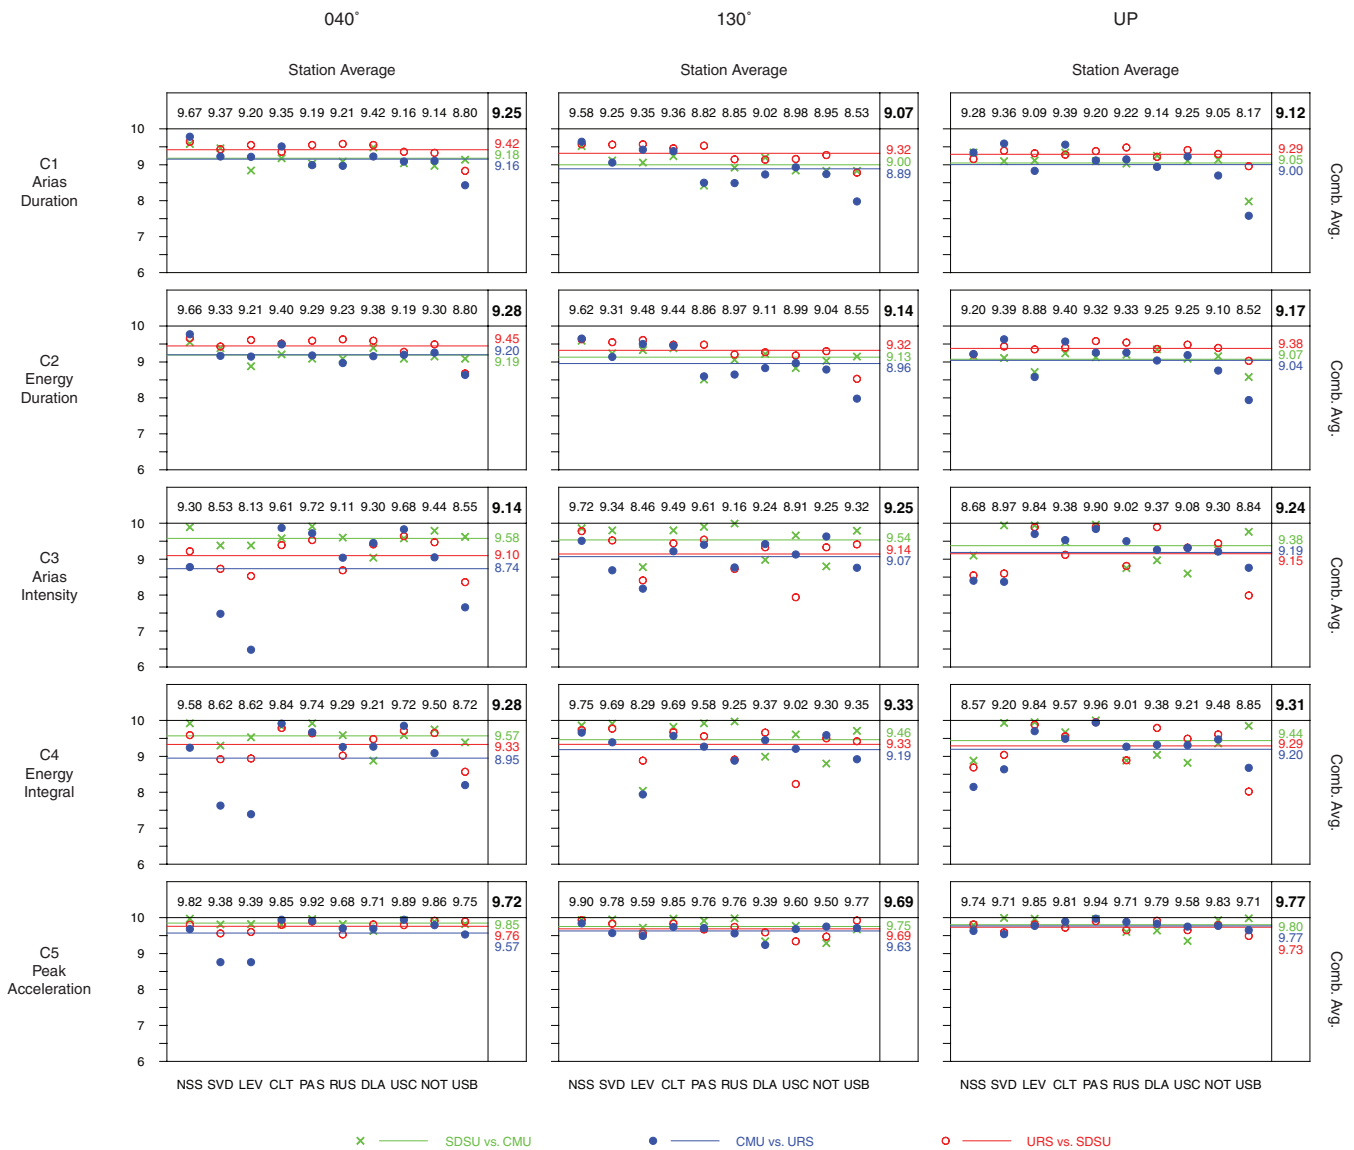 040° 130° UP
Station Average Station Average Station Average
9.67 9.37 9.20 9.35 9.19 9.21 9.42 9.16 9.14 8.80 9.25
9.58 9.25 9.35 9.36 8.82 8.85 9.02 8.98 8.95 8.53 9.07
9.28 9.36 9.09 9.39 9.20 9.22 9.14 9.25 9.05 8.17 9.12
C1
Arias
Duration
10
9
8
7
6
9.42
9.18
9.16
9.32
9.00
8.89
9.29
9.05
9.00
Comb. Avg.
9.66 9.33 9.21 9.40 9.29 9.23 9.38 9.19 9.30 8.80 9.28
9.62 9.31 9.48 9.44 8.86 8.97 9.11 8.99 9.04 8.55 9.14
9.20 9.39 8.88 9.40 9.32 9.33 9.25 9.25 9.10 8.52 9.17
C2
Energy
Duration
10
9
8
7
6
9.45
9.20
9.19
9.32
9.13
8.96
9.38
9.07
9.04
Comb. Avg.
9.30 8.53 8.13 9.61 9.72 9.11 9.30 9.68 9.44 8.55 9.14
9.72 9.34 8.46 9.49 9.61 9.16 9.24 8.91 9.25 9.32 9.25
8.68 8.97 9.84 9.38 9.90 9.02 9.37 9.08 9.30 8.84 9.24
C3
Arias
Intensity
10
9
8
7
6
9.58
9.10
8.74
9.54
9.14
9.07
9.38
9.19
9.15
Comb. Avg.
9.58 8.62 8.62 9.84 9.74 9.29 9.21 9.72 9.50 8.72 9.28
9.75 9.69 8.29 9.69 9.58 9.25 9.37 9.02 9.30 9.35 9.33
8.57 9.20 9.84 9.57 9.96 9.01 9.38 9.21 9.48 8.85 9.31
C4
Energy
Integral
10
9
8
7
6
9.57
9.33
8.95
9.46
9.33
9.19
9.44
9.29
9.20
Comb. Avg.
9.82 9.38 9.39 9.85 9.92 9.68 9.71 9.89 9.86 9.75 9.72
9.90 9.78 9.59 9.85 9.76 9.76 9.39 9.60 9.50 9.77 9.69
9.74 9.71 9.85 9.85 9.94 9.71 9.79 9.58 9.83 9.71 9.77
C5
Peak
Acceleration
10
9
8
7
6
9.85
9.76
9.57
9.75
9.69
9.63
9.80
9.77
9.73
Comb. Avg.
NSS SVD LEV CLT PAS RUS DLA USC NOT USB
NSS SVD LEV CLT PAS RUS DLA USC NOT USB
NSS SVD LEV CLT PAS RUS DLA USC NOT USB
SDSU vs. CMU CMU vs. URS URS vs. SDSU